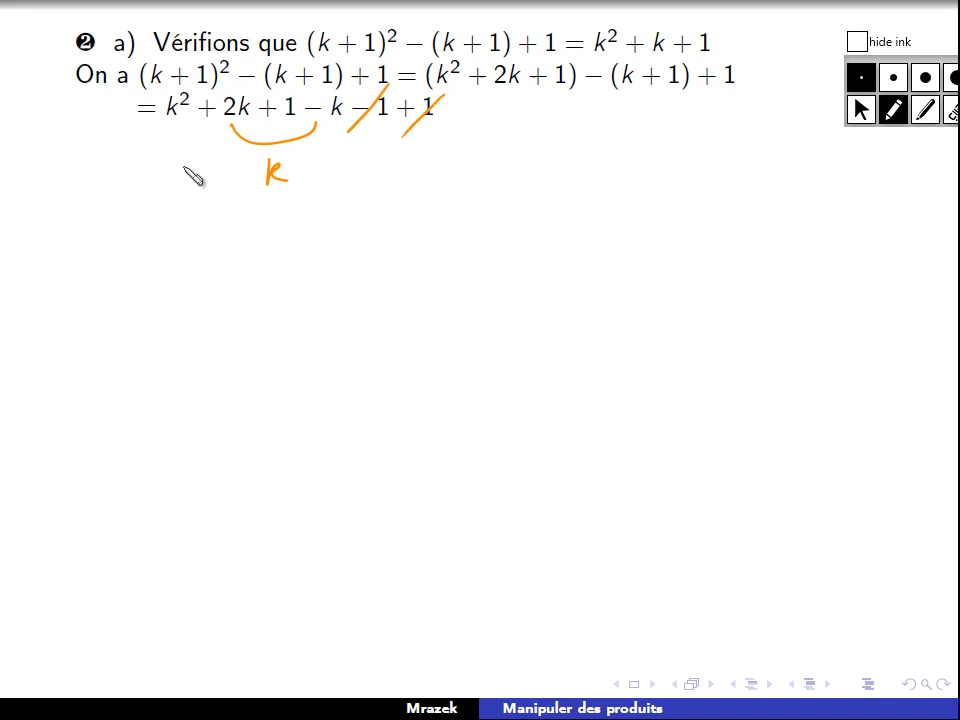 ❷ a) Vérifions que (k + 1)² − (k + 1) + 1 = k² + k + 1
On a (k + 1)² − (k + 1) + 1 = (k² + 2k + 1) − (k + 1) + 1
= k² + 2k + 1 − k − 1 + 1
k
hide ink
Mrazek Manipuler des produits